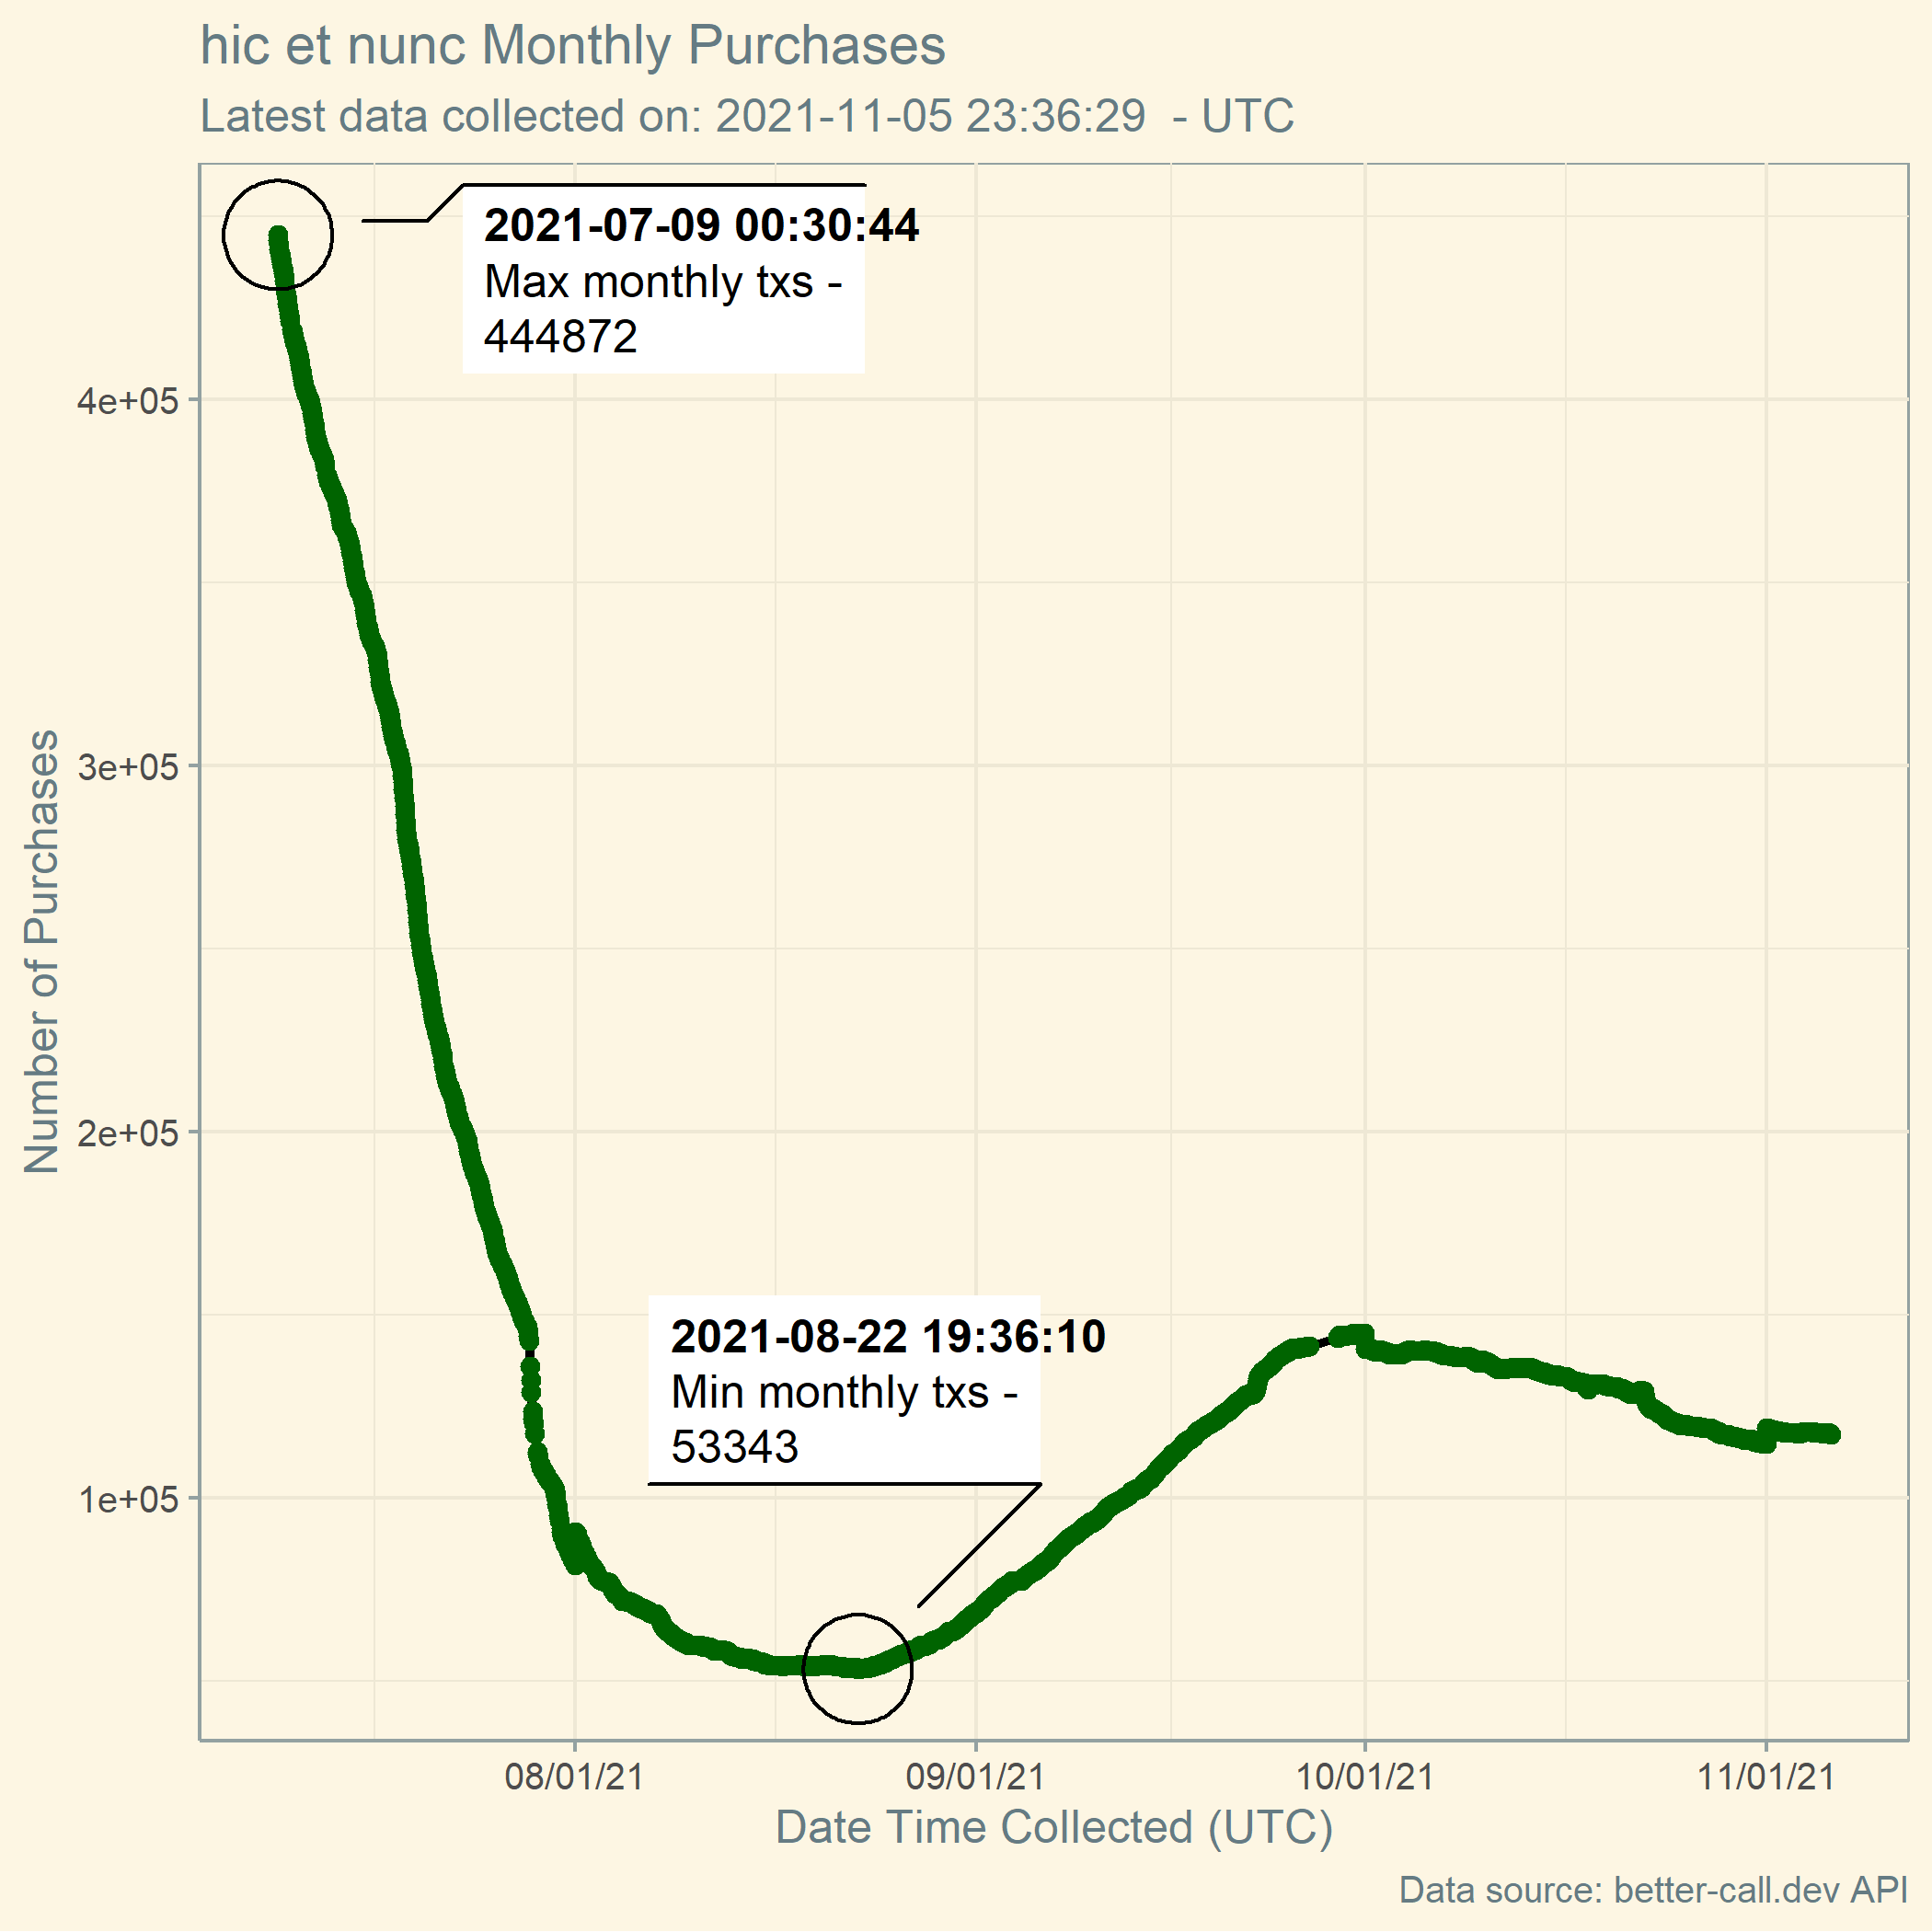 hic et nunc Monthly Purchases
Latest data collected on: 2021-11-05 23:36:29  - UTC
2021-07-09 00:30:44
Max monthly txs -
444872
4e+05
3e+05
2e+05
1e+05
Number of Purchases
2021-08-22 19:36:10
Min monthly txs -
53343
08/01/21
09/01/21
10/01/21
11/01/21
Date Time Collected (UTC)
Data source: better-call.dev API